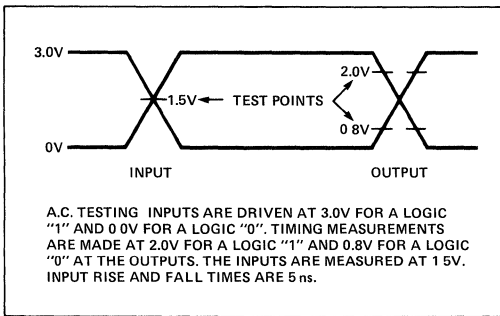 3.0V
2.0V
1.5V
TEST POINTS
0 8V
0V
INPUT
OUTPUT
A.C. TESTING INPUTS ARE DRIVEN AT 3.0V FOR A LOGIC
"1" AND 0 0V FOR A LOGIC "0". TIMING MEASUREMENTS
ARE MADE AT 2.0V FOR A LOGIC "1" AND 0.8V FOR A LOGIC
"0" AT THE OUTPUTS. THE INPUTS ARE MEASURED AT 1 5V.
INPUT RISE AND FALL TIMES ARE 5 ns.